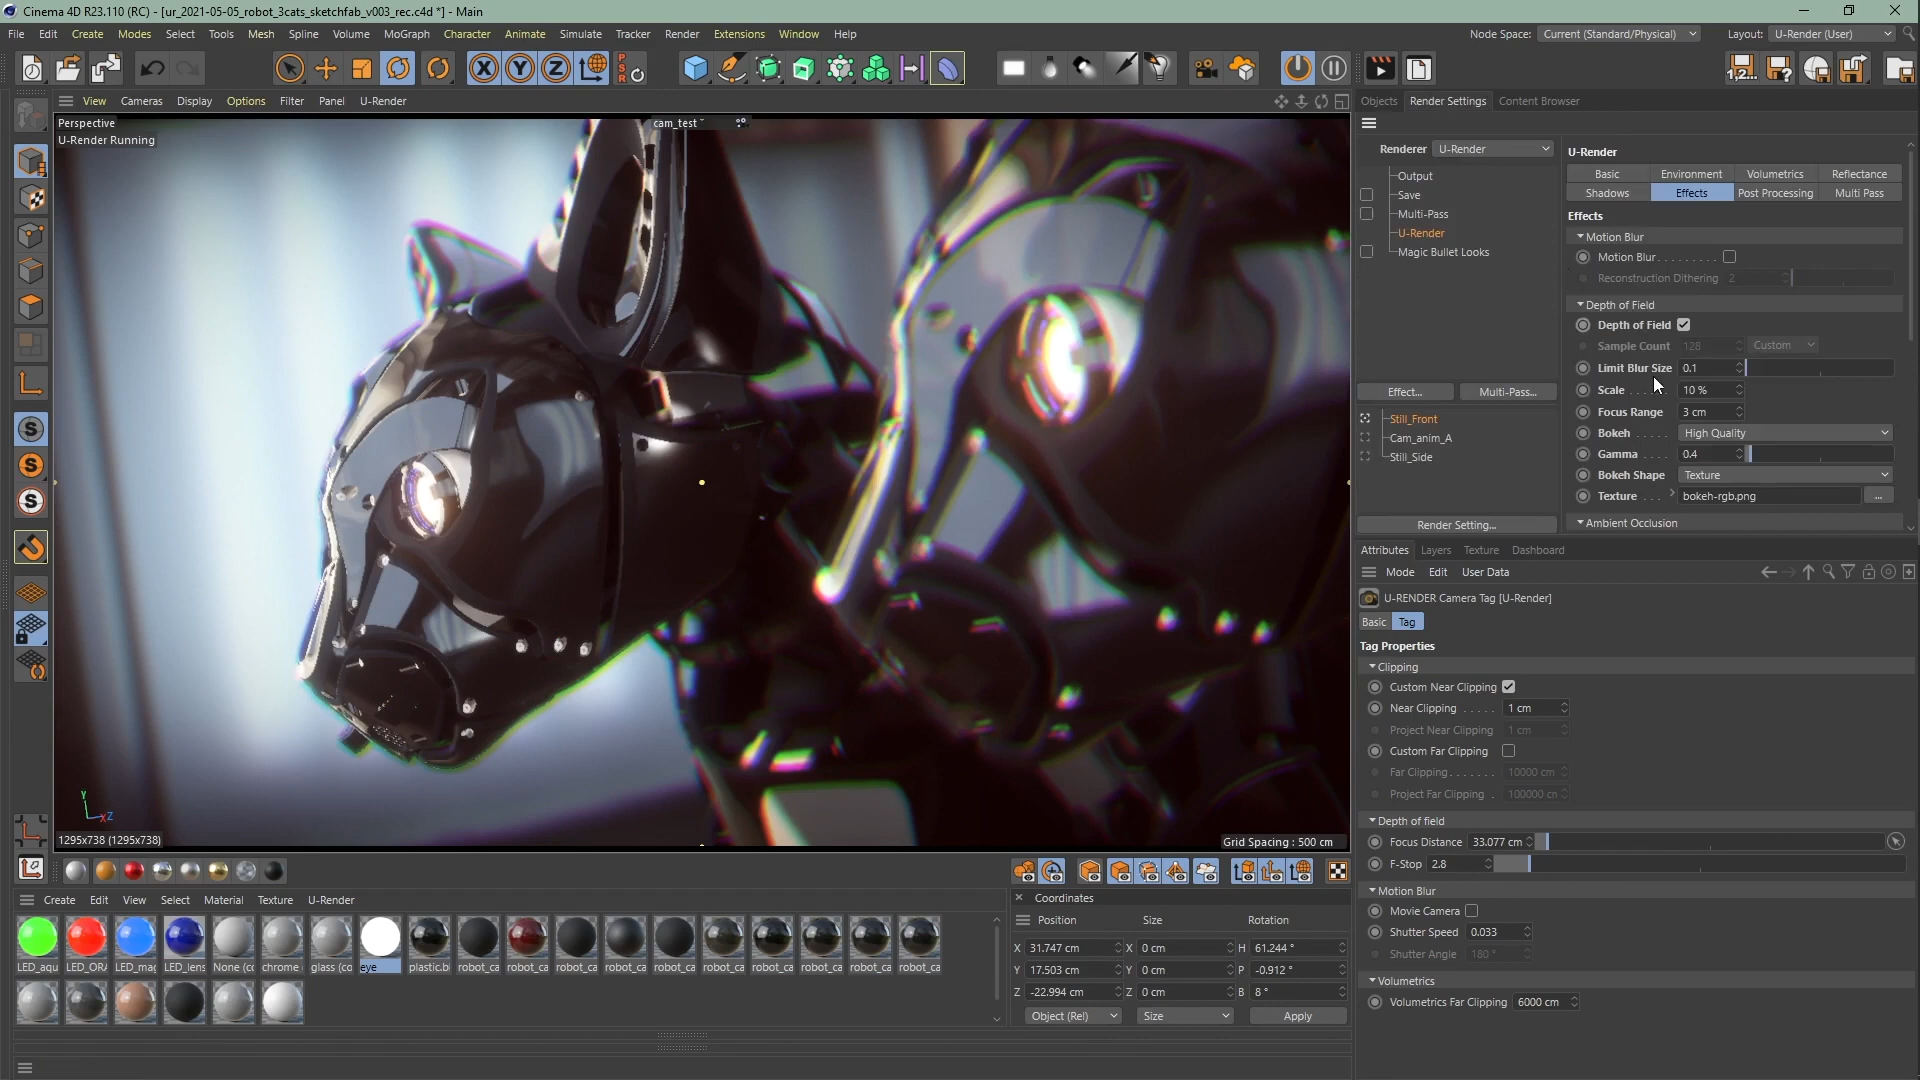 Cinema 4D R23.110 (RC) - [ur_2021-05-05_robot_3cats_sketchfab_v003_rec.c4d *] - Main
File Edit Create Modes Select Tools Mesh Spline Volume MoGraph Character Animate Simulate Tracker Render Extensions Window Help
Node Space: Current (Standard/Physical) Layout: U-Render (User)
X Y Z P S R 1,2... ?
View Cameras Display Options Filter Panel U-Render
Perspective cam_test
U-Render Running
Y
XZ
1295x738 (1295x738) Grid Spacing : 500 cm
Objects Render Settings Content Browser
Renderer U-Render
Output
Save
Multi-Pass
U-Render
Magic Bullet Looks
Effect... Multi-Pass...
Still_Front
Cam_anim_A
Still_Side
Render Setting...
U-Render
Basic Environment Volumetrics Reflectance
Shadows Effects Post Processing Multi Pass
Effects
Motion Blur
Motion Blur
Reconstruction Dithering 2
Depth of Field
Depth of Field
Sample Count 128 Custom
Limit Blur Size 0.1
Scale 10 %
Focus Range 3 cm
Bokeh High Quality
Gamma 0.4
Bokeh Shape Texture
Texture bokeh-rgb.png ...
Ambient Occlusion
Attributes Layers Texture Dashboard
Mode Edit User Data
U-RENDER Camera Tag [U-Render]
Basic Tag
Tag Properties
Clipping
Custom Near Clipping
Near Clipping 1 cm
Project Near Clipping 1 cm
Custom Far Clipping
Far Clipping 10000 cm
Project Far Clipping 100000 cm
Depth of field
Focus Distance 33.077 cm
F-Stop 2.8
Motion Blur
Movie Camera
Shutter Speed 0.033
Shutter Angle 180 °
Volumetrics
Volumetrics Far Clipping 6000 cm
Create Edit View Select Material Texture U-Render
LED_aqu LED_ORA LED_mag LED_lens None (co chrome glass (co eye plastic.b robot_ca robot_ca robot_ca robot_ca robot_ca robot_ca robot_ca robot_ca robot_ca robot_ca
Coordinates
Position Size Rotation
X 31.747 cm X 0 cm H 61.244 °
Y 17.503 cm Y 0 cm P -0.912 °
Z -22.994 cm Z 0 cm B 8 °
Object (Rel) Size Apply